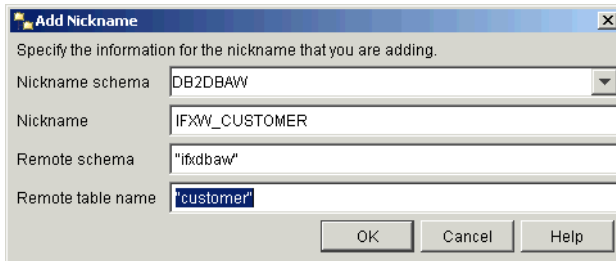 Add Nickname
Specify the information for the nickname that you are adding.
Nickname schema DB2DBAW
Nickname IFXW_CUSTOMER
Remote schema "ifxdbaw"
Remote table name "customer"
OK Cancel Help